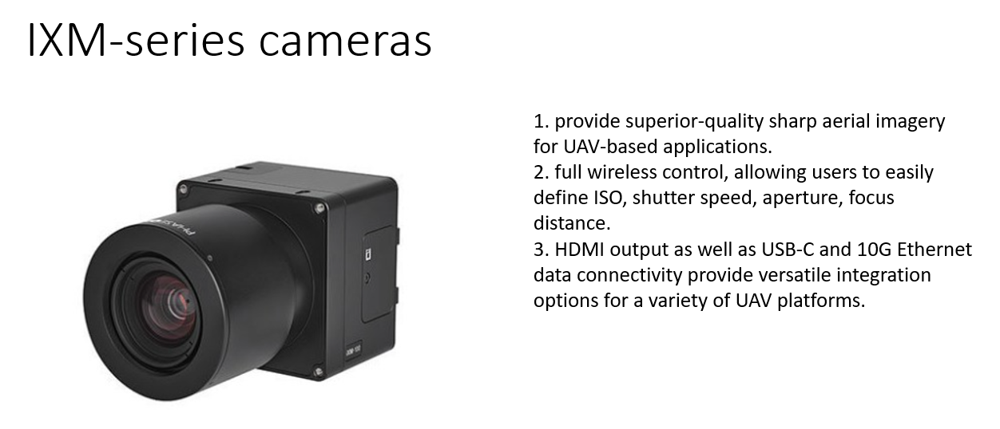 IXM-series cameras
1. provide superior-quality sharp aerial imagery
for UAV-based applications.
2. full wireless control, allowing users to easily
define ISO, shutter speed, aperture, focus
distance.
3. HDMI output as well as USB-C and 10G Ethernet
data connectivity provide versatile integration
options for a variety of UAV platforms.
iXM-100